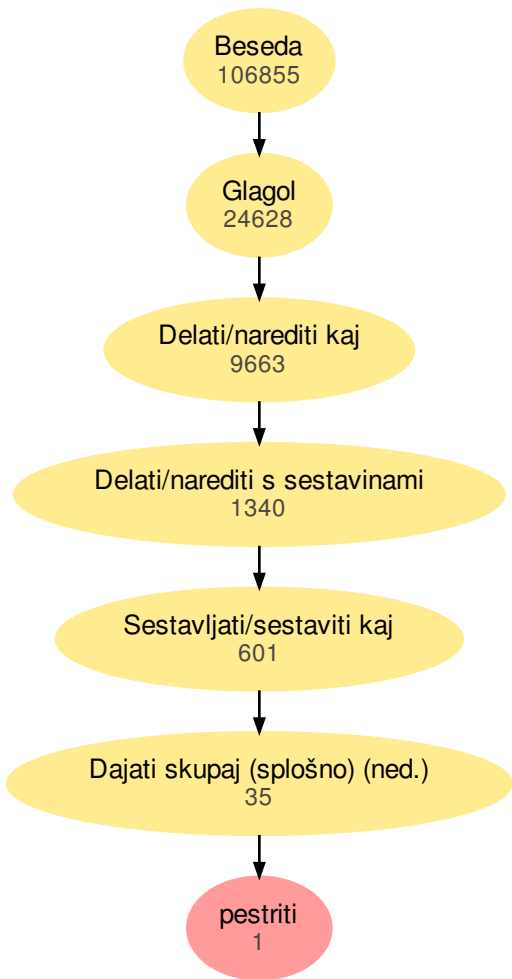 Beseda
106855
Glagol
24628
Delati/narediti kaj
9663
Delati/narediti s sestavinami
1340
Sestavljati/sestaviti kaj
601
Dajati skupaj (splošno) (ned.)
35
pestriti
1